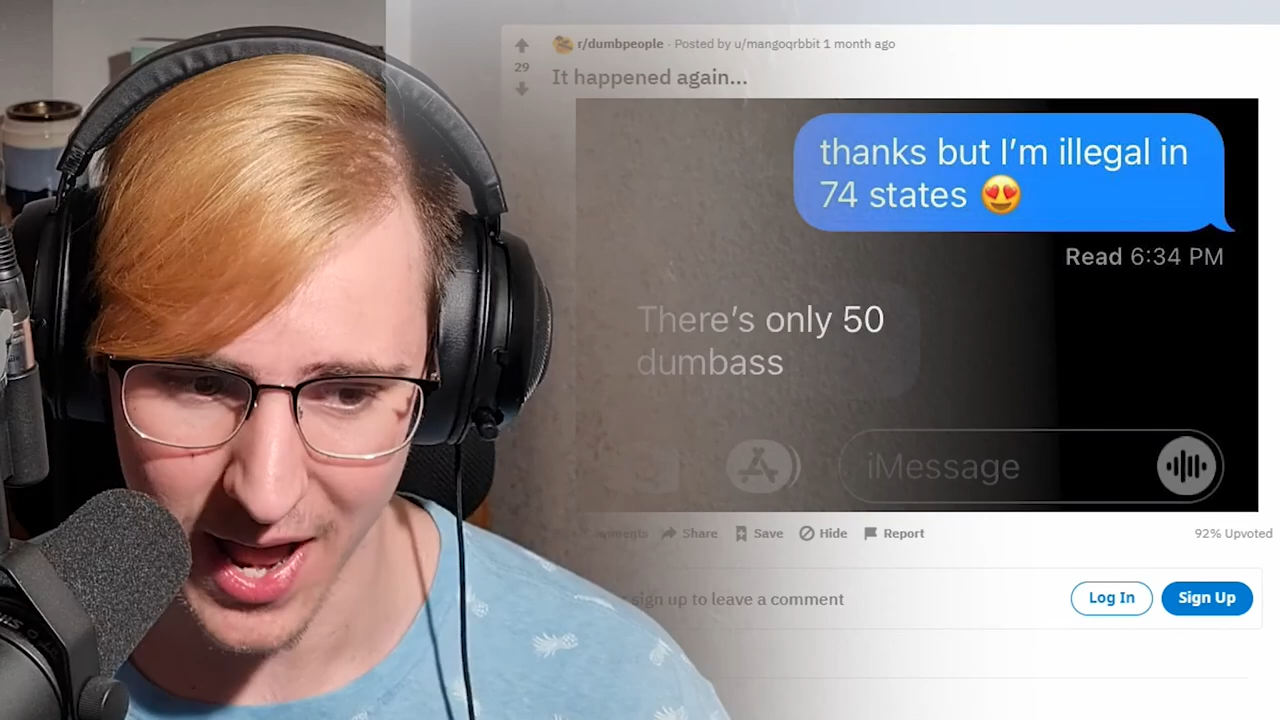 r/dumbpeople · Posted by u/mangoqrbbit 1 month ago
29
It happened again...
thanks but I’m illegal in
74 states 😍
Read 6:34 PM
There’s only 50
dumbass
iMessage
Share Save Hide Report
92% Upvoted
sign up to leave a comment
Log In Sign Up